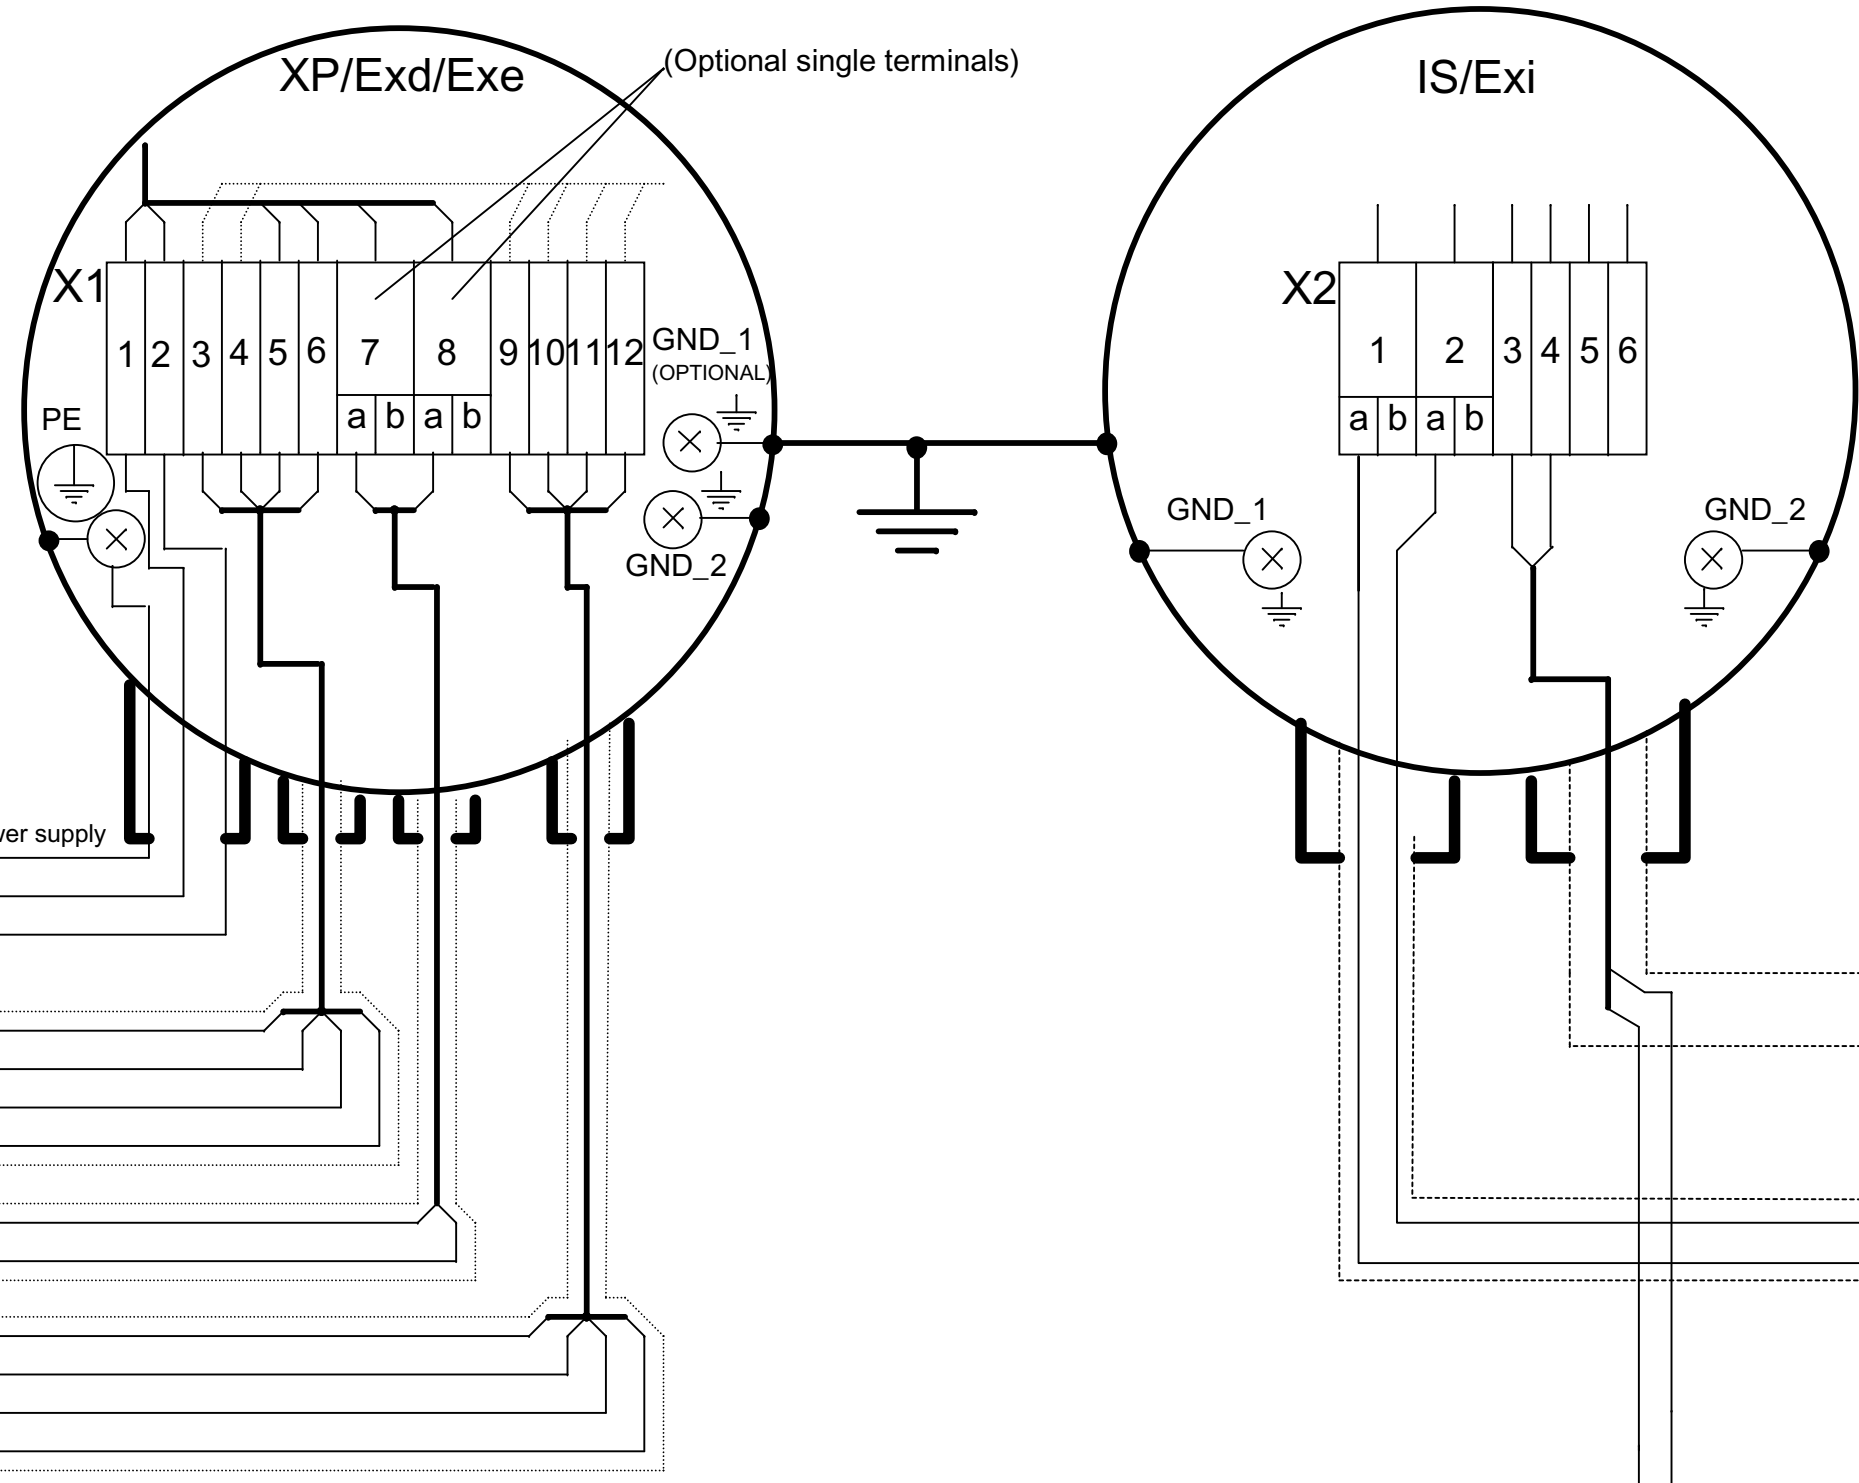 XP/Exd/Exe
(Optional single terminals)
IS/Exi
X1
1 2 3 4 5 6 7 8 9 10 11 12
a b a b
GND_1
(OPTIONAL)
PE
GND_2
X2
1 2 3 4 5 6
a b a b
GND_1
GND_2
wer supply